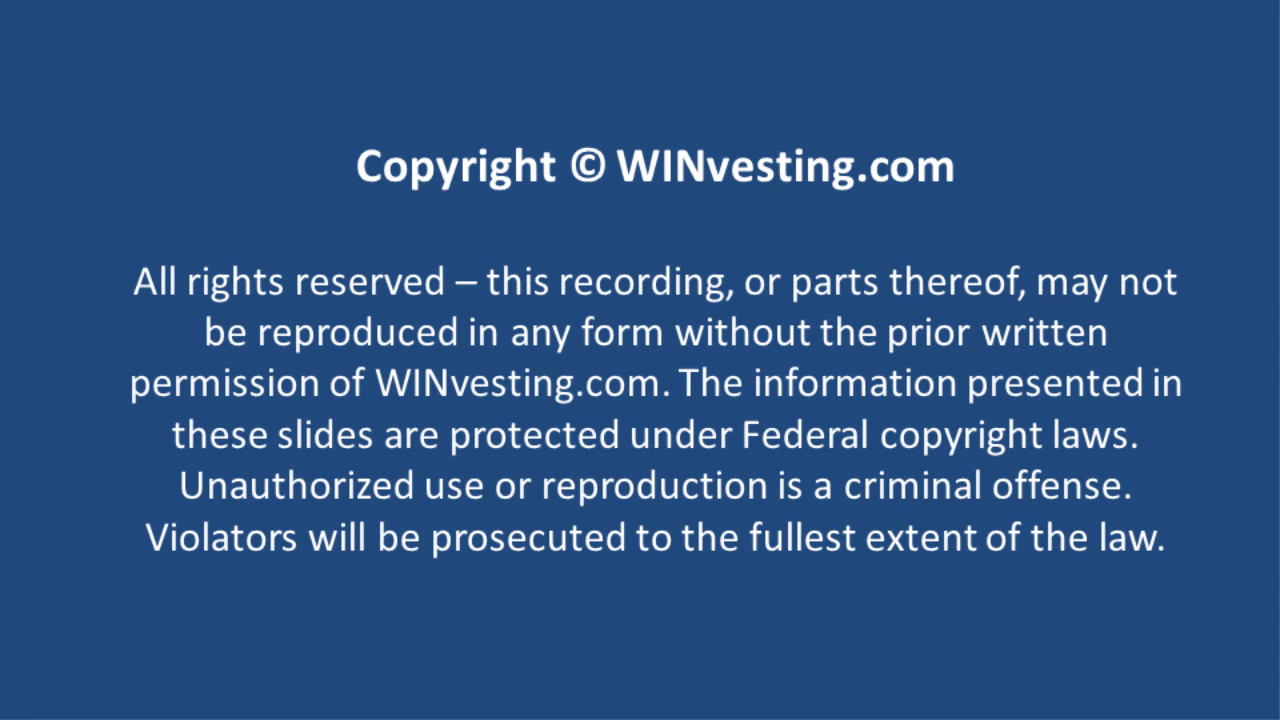 Copyright © WINvesting.com
All rights reserved – this recording, or parts thereof, may not
be reproduced in any form without the prior written
permission of WINvesting.com. The information presented in
these slides are protected under Federal copyright laws.
Unauthorized use or reproduction is a criminal offense.
Violators will be prosecuted to the fullest extent of the law.